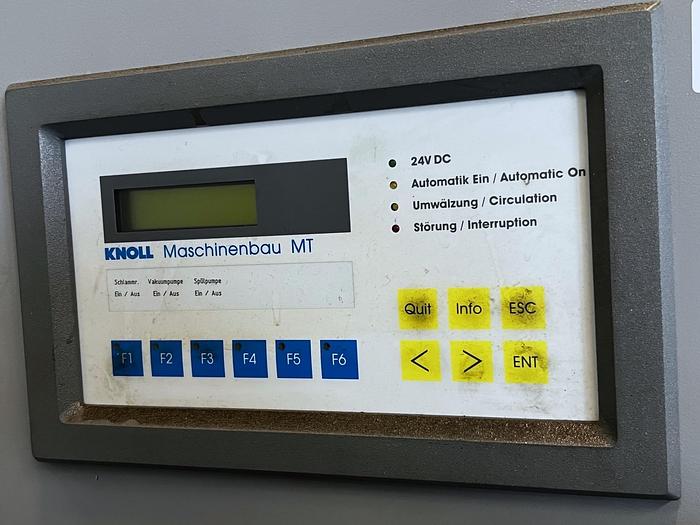 24V DC
Automatik Ein / Automatic On
Umwälzung / Circulation
Störung / Interruption
KNOLL Maschinenbau MT
Schlammr. Vakuumpumpe Spülpumpe
Ein / Aus Ein / Aus Ein / Aus
Quit Info ESC
F1 F2 F3 F4 F5 F6 < > ENT